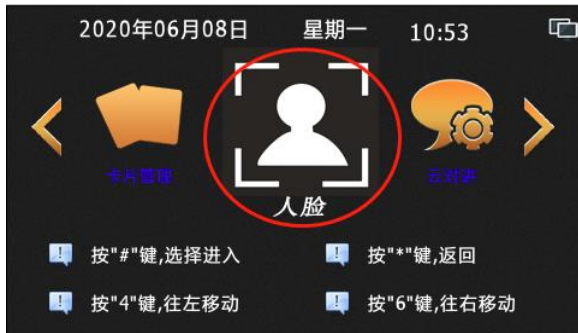 2020年06月08日 星期一 10:53
卡片管理 云对讲
人脸
按"#"键,选择进入 按"*"键,返回
按"4"键,往左移动 按"6"键,往右移动